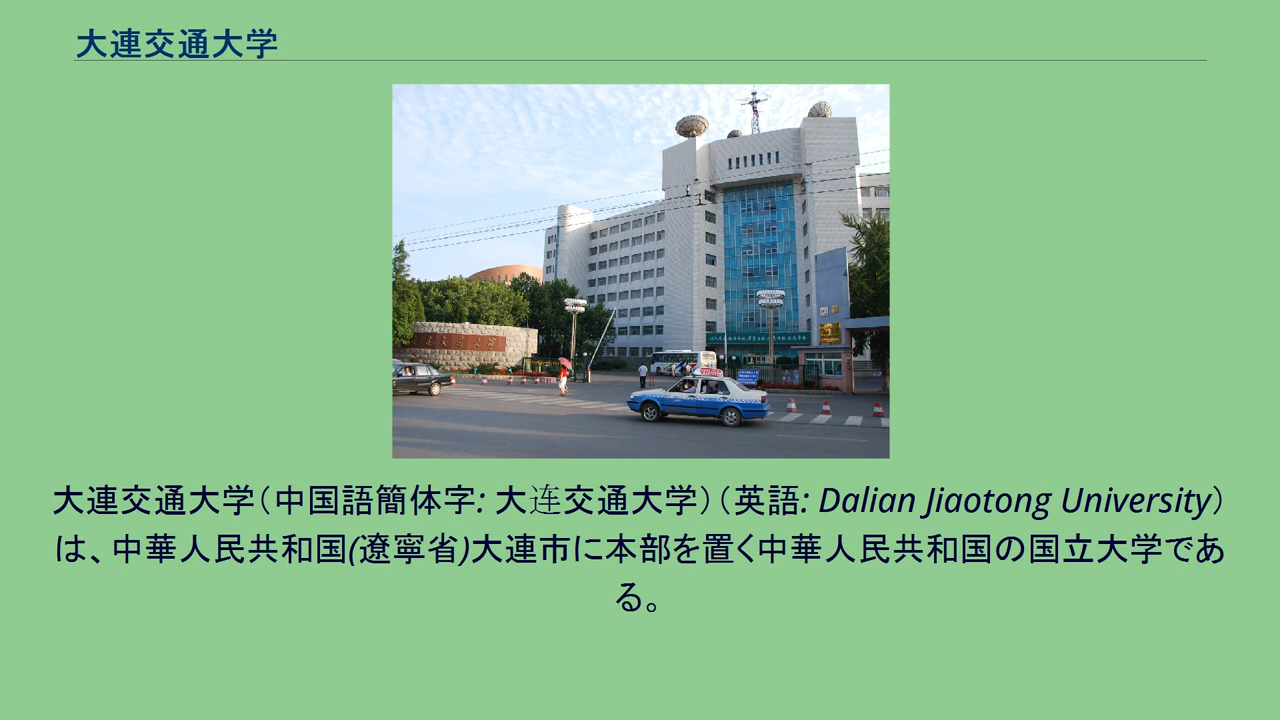 大連交通大学
大連交通大学（中国語簡体字: 大连交通大学）（英語: Dalian Jiaotong University）
は、中華人民共和国(遼寧省)大連市に本部を置く中華人民共和国の国立大学であ
る。